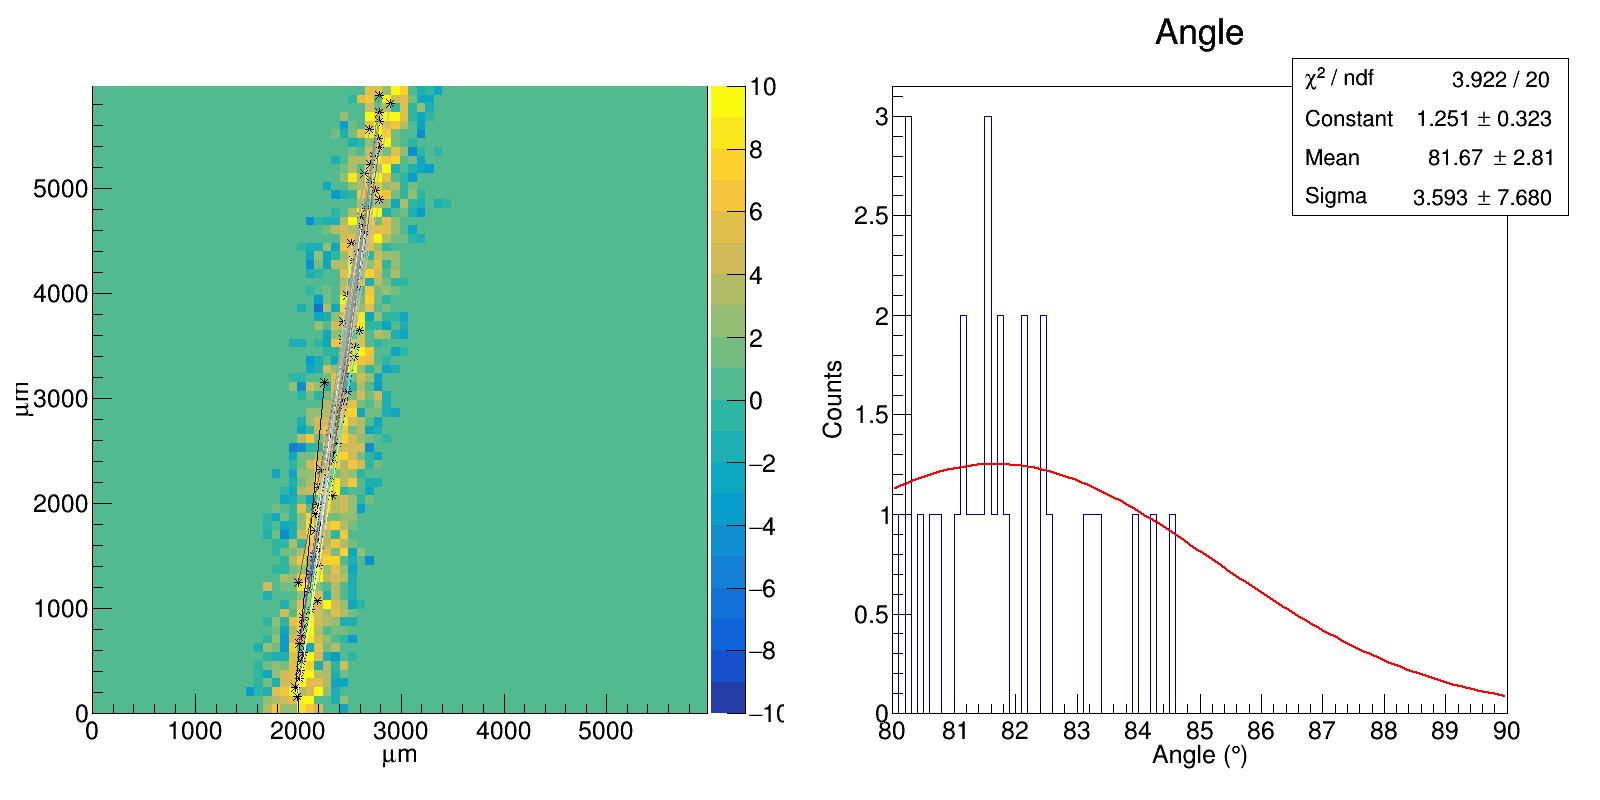 Angle
χ² / ndf 3.922 / 20
Constant 1.251 ± 0.323
Mean 81.67 ± 2.81
Sigma 3.593 ± 7.680
μm
5000
4000
3000
2000
1000
0
0 1000 2000 3000 4000 5000
μm
10
8
6
4
2
0
−2
−4
−6
−8
−10
Counts
3
2.5
2
1.5
1
0.5
0
80 81 82 83 84 85 86 87 88 89 90
Angle (°)